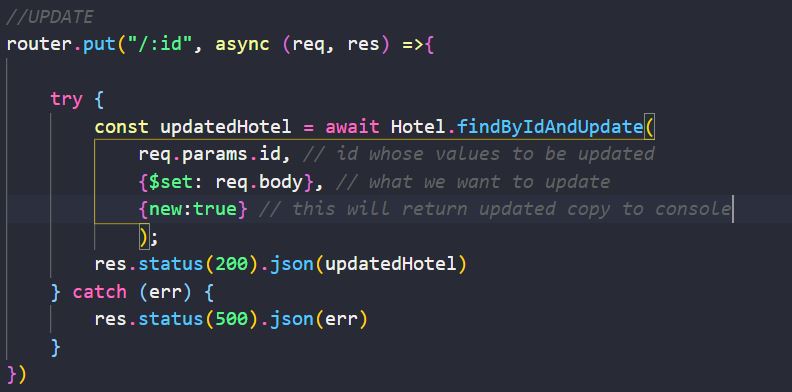 //UPDATE
router.put("/:id", async (req, res) =>{
try {
const updatedHotel = await Hotel.findByIdAndUpdate(
req.params.id, // id whose values to be updated
{$set: req.body}, // what we want to update
{new:true} // this will return updated copy to console
);
res.status(200).json(updatedHotel)
} catch (err) {
res.status(500).json(err)
}
})